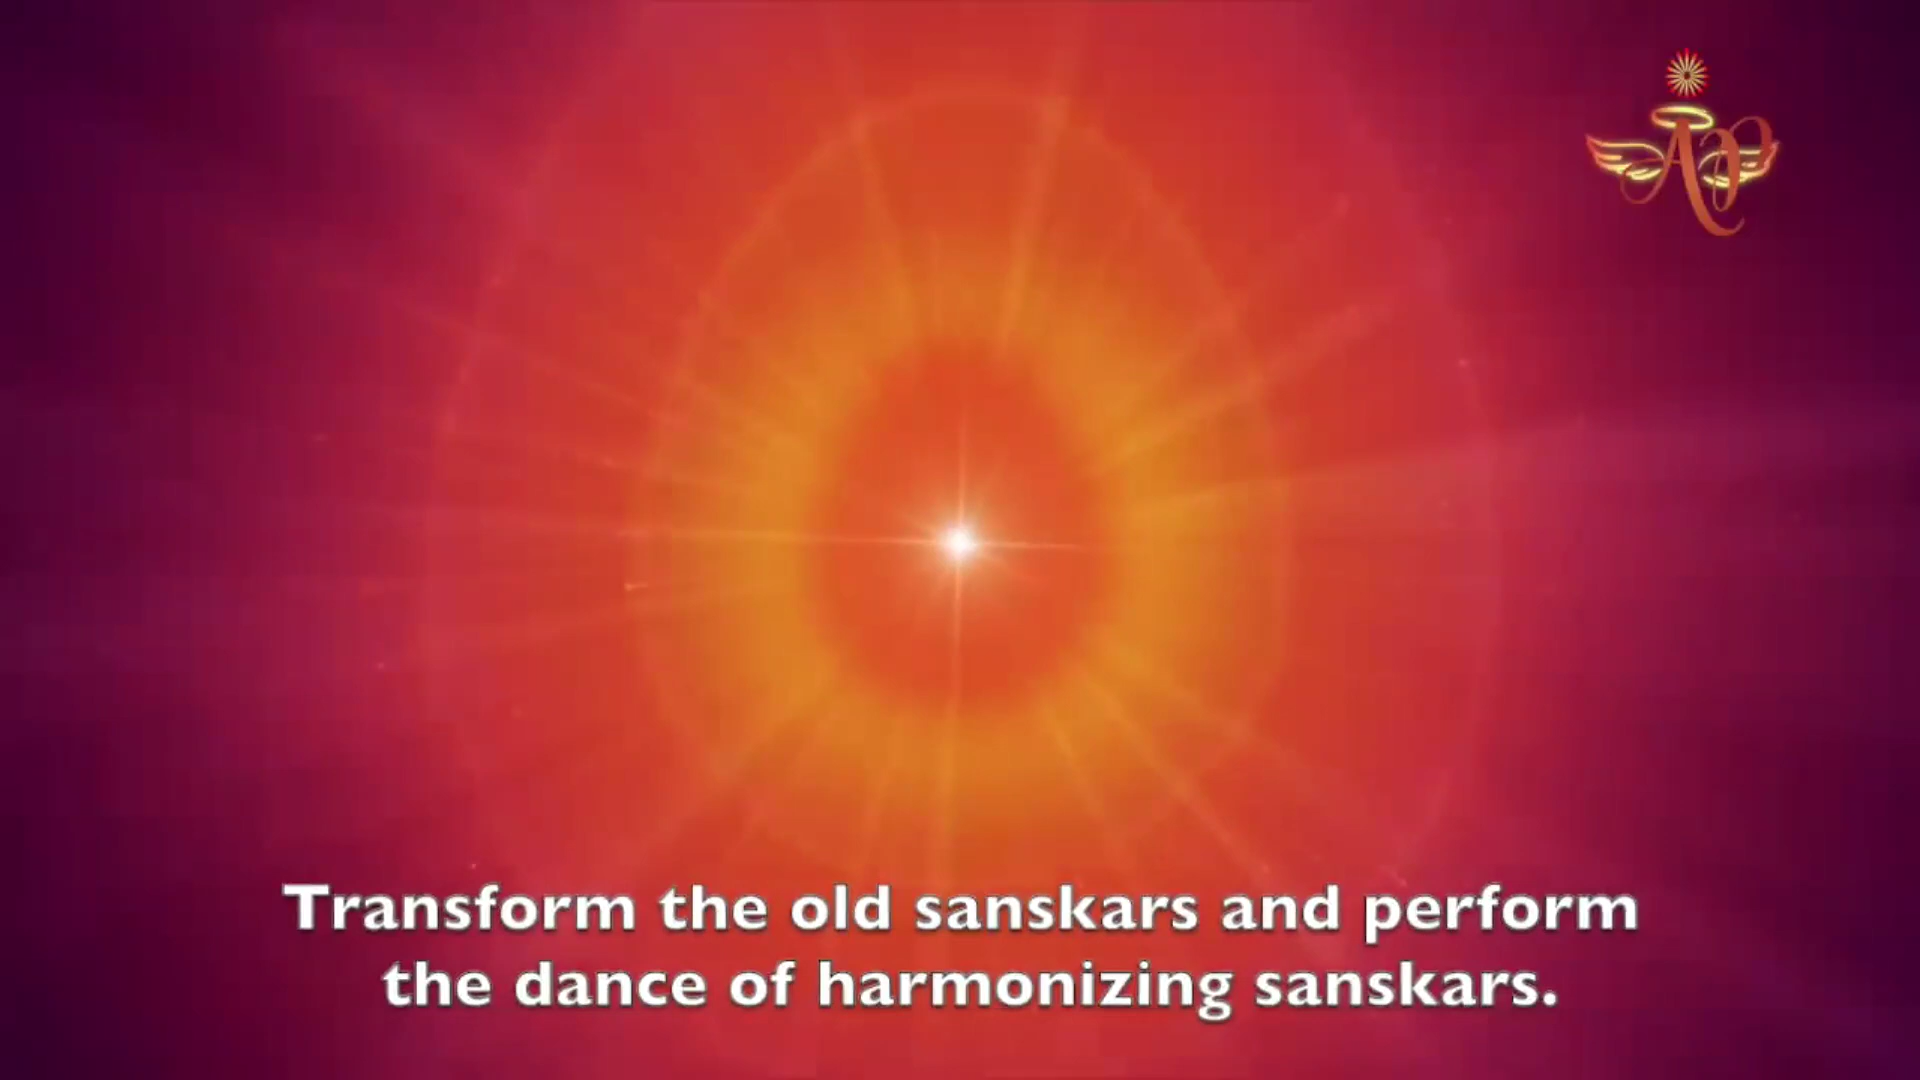 Transform the old sanskars and perform
the dance of harmonizing sanskars.